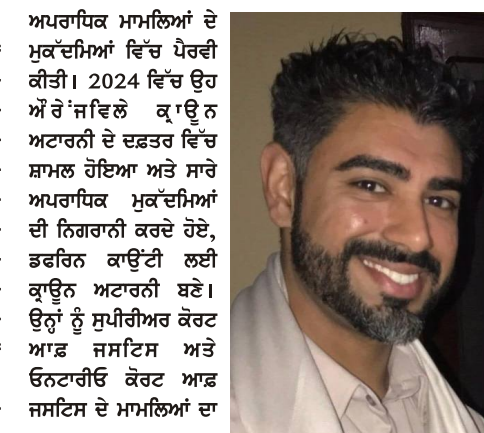 ਅਪਰਾਧਿਕ ਮਾਮਲਿਆਂ ਦੇ
ਮੁਕੱਦਮਿਆਂ ਵਿੱਚ ਪੈਰਵੀ
ਕੀਤੀ। 2024 ਵਿਚ ਉਹ
ਔਰੇਂਜਵਿਲੇ ਕ੍ਰਾਊਨ
ਅਟਾਰਨੀ ਦੇ ਦਫ਼ਤਰ ਵਿੱਚ
ਸ਼ਾਮਲ ਹੋਇਆ ਅਤੇ ਸਾਰੇ
ਅਪਰਾਧਿਕ ਮੁਕੱਦਮਿਆਂ
ਦੀ ਨਿਗਰਾਨੀ ਕਰਦੇ ਹੋਏ,
ਡਫਰਿਨ ਕਾਉਂਟੀ ਲਈ
ਕ੍ਰਾਊਨ ਅਟਾਰਨੀ ਬਣੇ।
ਉਨ੍ਹਾਂ ਨੂੰ ਸੁਪੀਰੀਅਰ ਕੋਰਟ
ਆਫ਼ ਜਸਟਿਸ ਅਤੇ
ਓਨਟਾਰੀਓ ਕੋਰਟ ਆਫ਼
ਜਸਟਿਸ ਦੇ ਮਾਮਲਿਆਂ ਦਾ